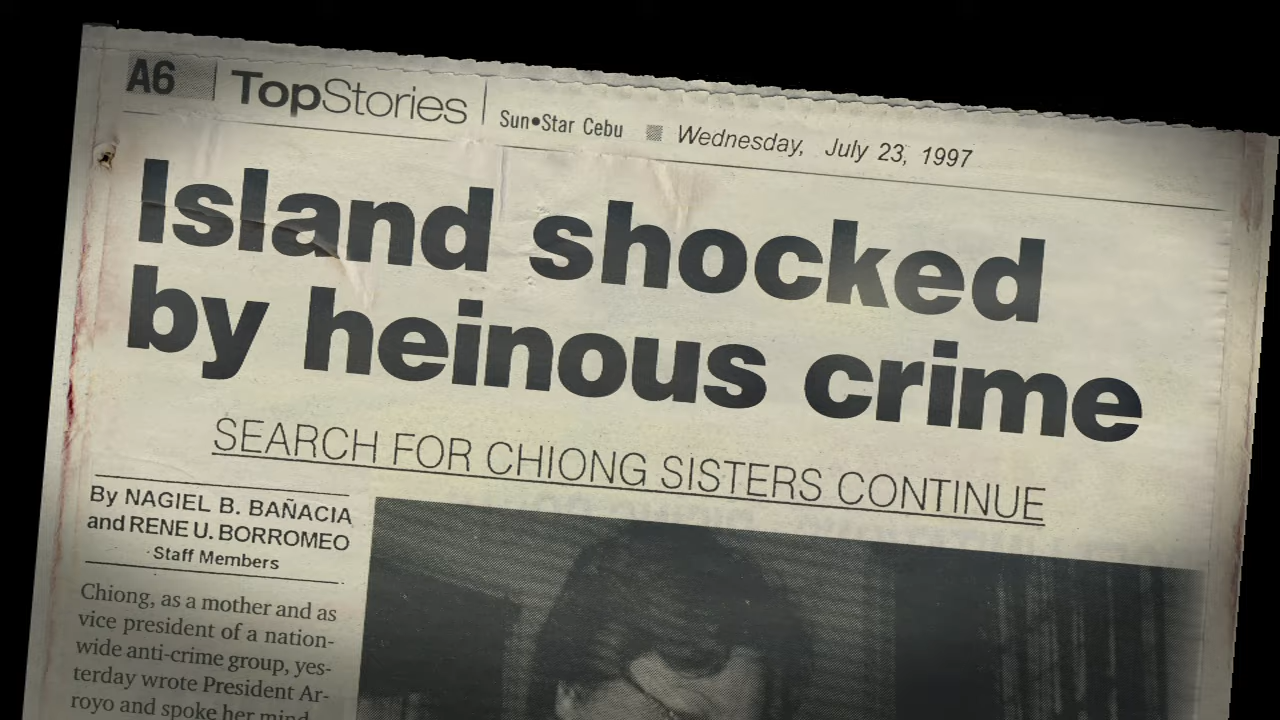 A6 TopStories Sun•Star Cebu Wednesday, July 23, 1997
Island shocked
by heinous crime
SEARCH FOR CHIONG SISTERS CONTINUE
By NAGIEL B. BAÑACIA
and RENE U. BORROMEO
Staff Members
Chiong, as a mother and as
vice president of a nation-
wide anti-crime group, yes-
terday wrote President Ar-
royo and spoke her mind